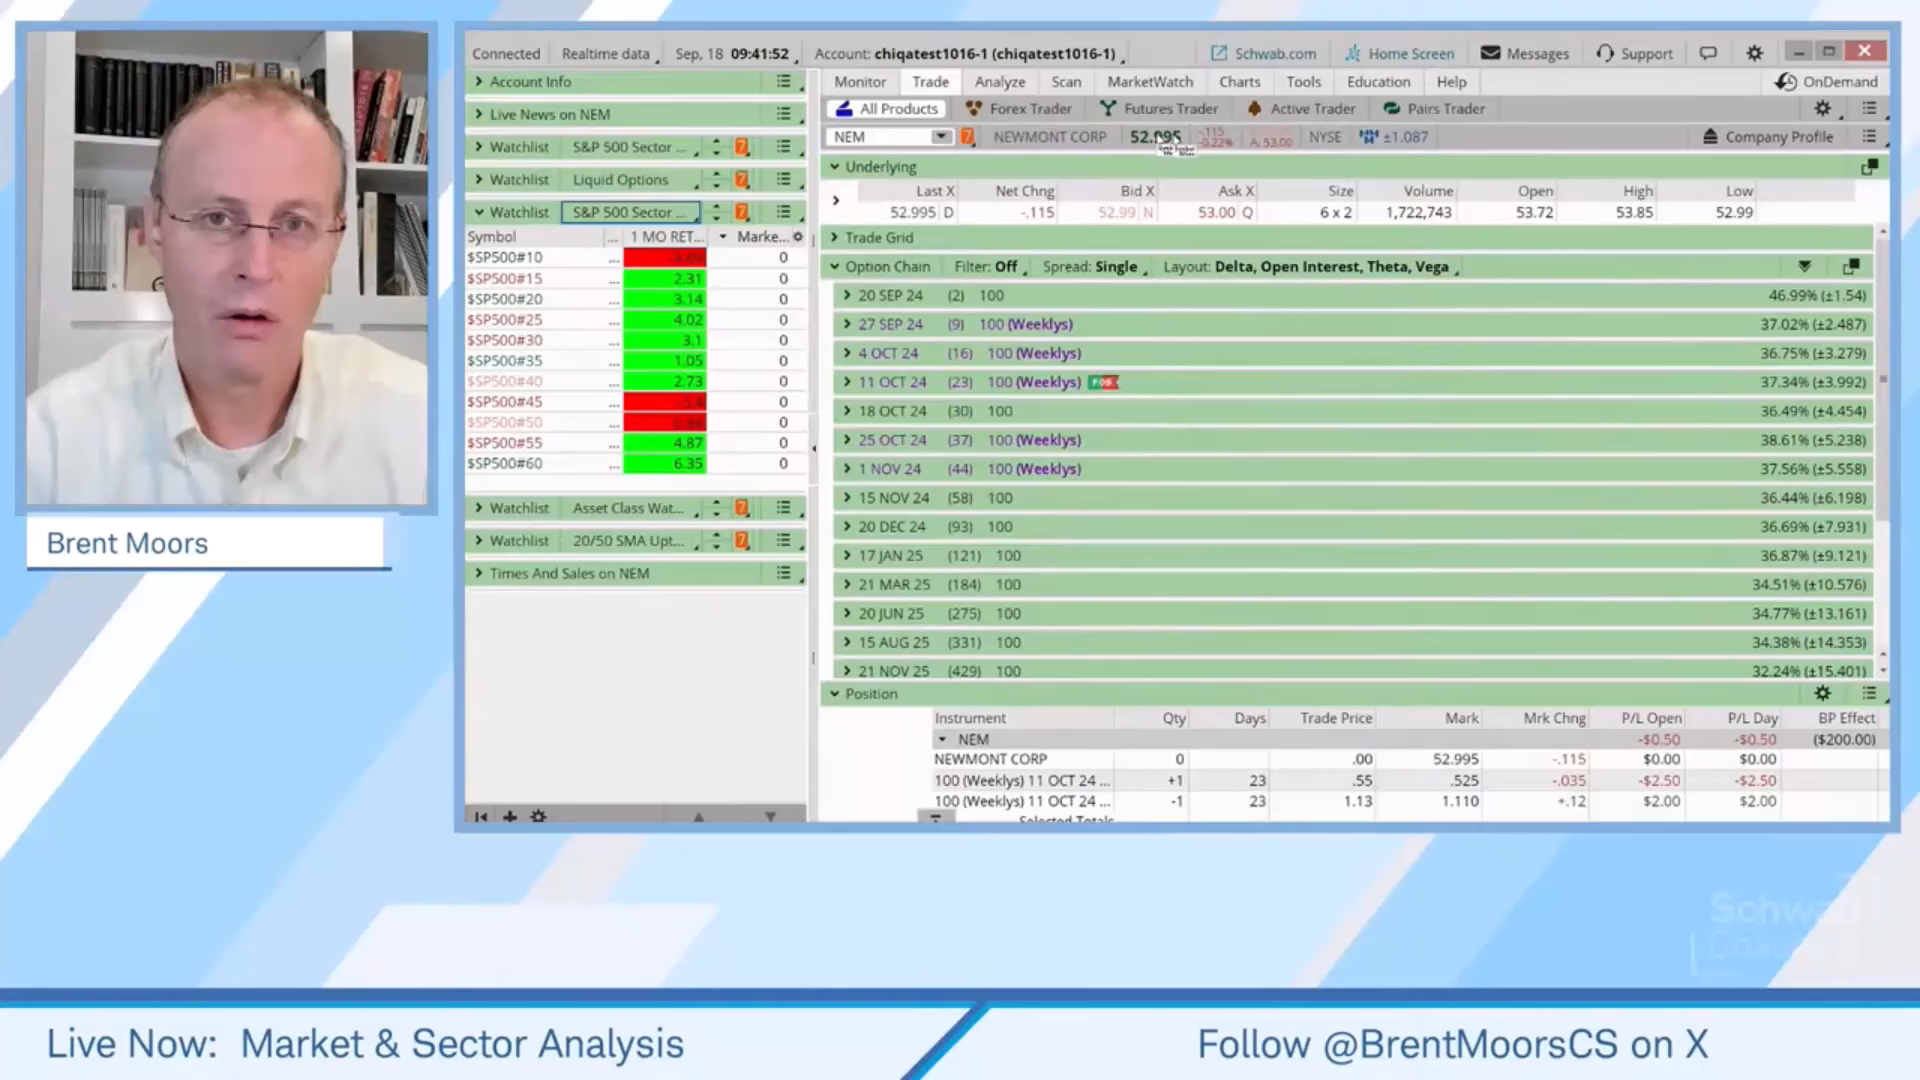 Connected Realtime data Sep, 18 09:41:52 Account: chiqatest1016-1 (chiqatest1016-1) Schwab.com Home Screen Messages Support
Monitor Trade Analyze Scan MarketWatch Charts Tools Education Help OnDemand
All Products Forex Trader Futures Trader Active Trader Pairs Trader
NEM NEWMONT CORP 52.995 -.115 -0.22% A: 53.00 NYSE ±1.087 Company Profile
Account Info
Live News on NEM
Watchlist S&P 500 Sector ...
Watchlist Liquid Options
Watchlist S&P 500 Sector ...
Symbol ... 1 MO RET... Marke...
$SP500#10 ... 0
$SP500#15 ... 2.31 0
$SP500#20 ... 3.14 0
$SP500#25 ... 4.02 0
$SP500#30 ... 3.1 0
$SP500#35 ... 1.05 0
$SP500#40 ... 2.73 0
$SP500#45 ... 0
$SP500#50 ... 0
$SP500#55 ... 4.87 0
$SP500#60 ... 6.35 0
Watchlist Asset Class Wat...
Watchlist 20/50 SMA Upt...
Times And Sales on NEM
Underlying
Last X Net Chng Bid X Ask X Size Volume Open High Low
52.995 D -.115 52.99 N 53.00 Q 6 x 2 1,722,743 53.72 53.85 52.99
Trade Grid
Option Chain Filter: Off Spread: Single Layout: Delta, Open Interest, Theta, Vega
20 SEP 24 (2) 100 46.99% (±1.54)
27 SEP 24 (9) 100 (Weeklys) 37.02% (±2.487)
4 OCT 24 (16) 100 (Weeklys) 36.75% (±3.279)
11 OCT 24 (23) 100 (Weeklys) POS 37.34% (±3.992)
18 OCT 24 (30) 100 36.49% (±4.454)
25 OCT 24 (37) 100 (Weeklys) 38.61% (±5.238)
1 NOV 24 (44) 100 (Weeklys) 37.56% (±5.558)
15 NOV 24 (58) 100 36.44% (±6.198)
20 DEC 24 (93) 100 36.69% (±7.931)
17 JAN 25 (121) 100 36.87% (±9.121)
21 MAR 25 (184) 100 34.51% (±10.576)
20 JUN 25 (275) 100 34.77% (±13.161)
15 AUG 25 (331) 100 34.38% (±14.353)
21 NOV 25 (429) 100 32.24% (±15.401)
Position
Instrument Qty Days Trade Price Mark Mrk Chng P/L Open P/L Day BP Effect
NEM -$0.50 -$0.50 ($200.00)
NEWMONT CORP 0 .00 52.995 -.115 $0.00 $0.00
100 (Weeklys) 11 OCT 24 ... +1 23 .55 .525 -.035 -$2.50 -$2.50
100 (Weeklys) 11 OCT 24 ... -1 23 1.13 1.110 +.12 $2.00 $2.00
Selected Totals
Brent Moors
Schwab
Live Now: Market & Sector Analysis
Follow @BrentMoorsCS on X